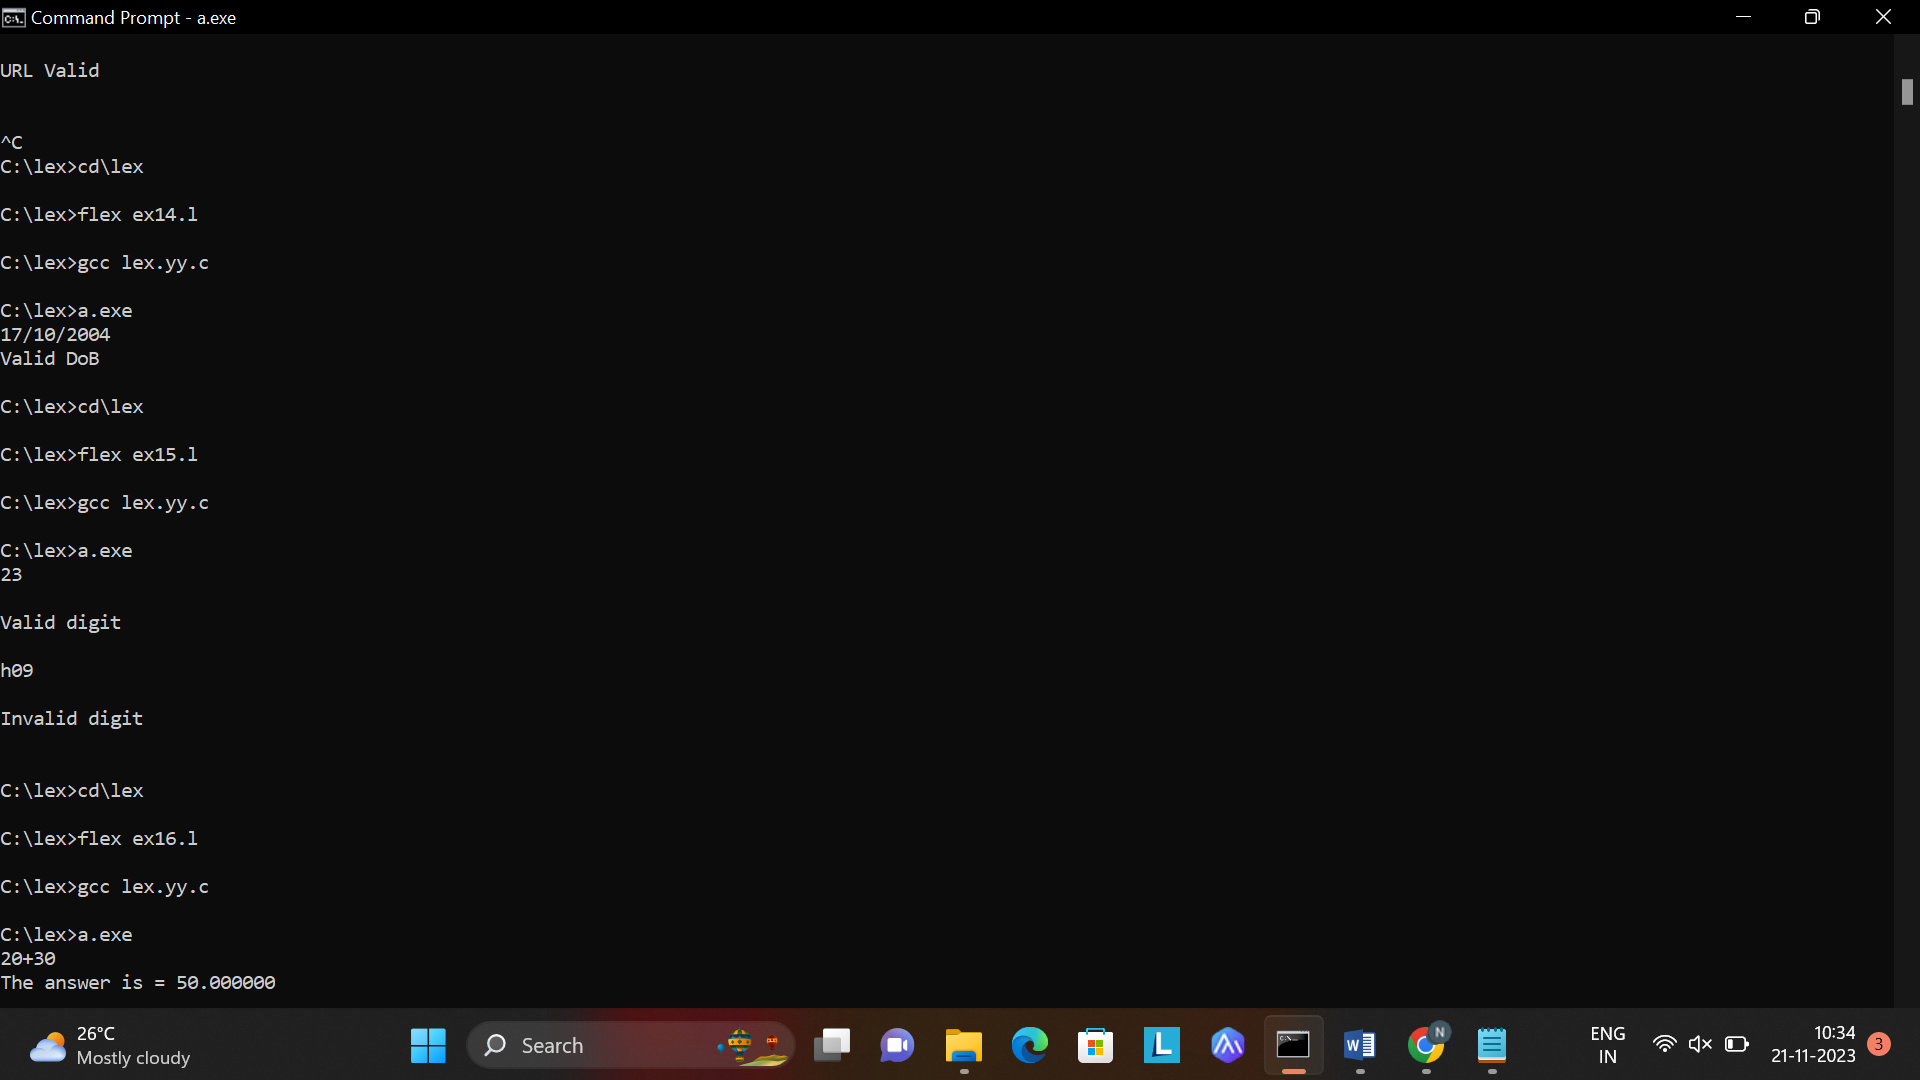 Command Prompt - a.exe
URL Valid
^C
C:\lex>cd\lex
C:\lex>flex ex14.l
C:\lex>gcc lex.yy.c
C:\lex>a.exe
17/10/2004
Valid DoB
C:\lex>cd\lex
C:\lex>flex ex15.l
C:\lex>gcc lex.yy.c
C:\lex>a.exe
23
Valid digit
h09
Invalid digit
C:\lex>cd\lex
C:\lex>flex ex16.l
C:\lex>gcc lex.yy.c
C:\lex>a.exe
20+30
The answer is = 50.000000
26°C
Mostly cloudy
Search
N
ENG
IN
10:34
21-11-2023
3